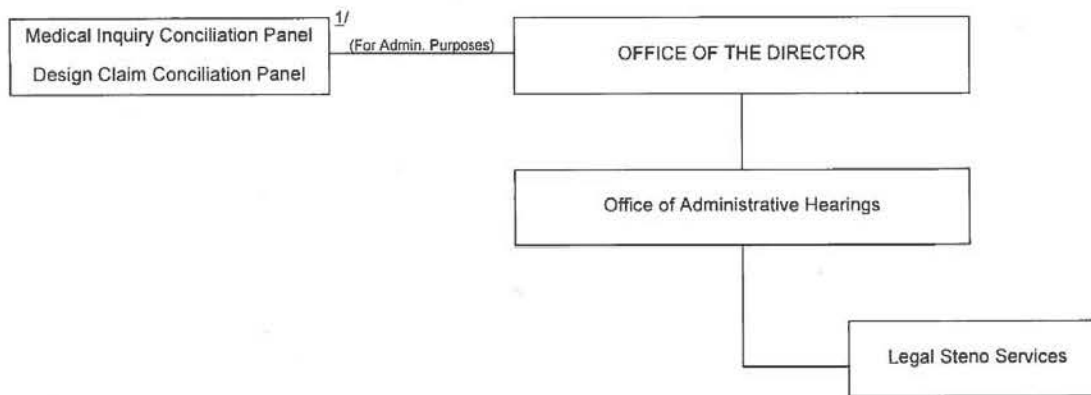 1/
Medical Inquiry Conciliation Panel
Design Claim Conciliation Panel
(For Admin. Purposes)
OFFICE OF THE DIRECTOR
Office of Administrative Hearings
Legal Steno Services